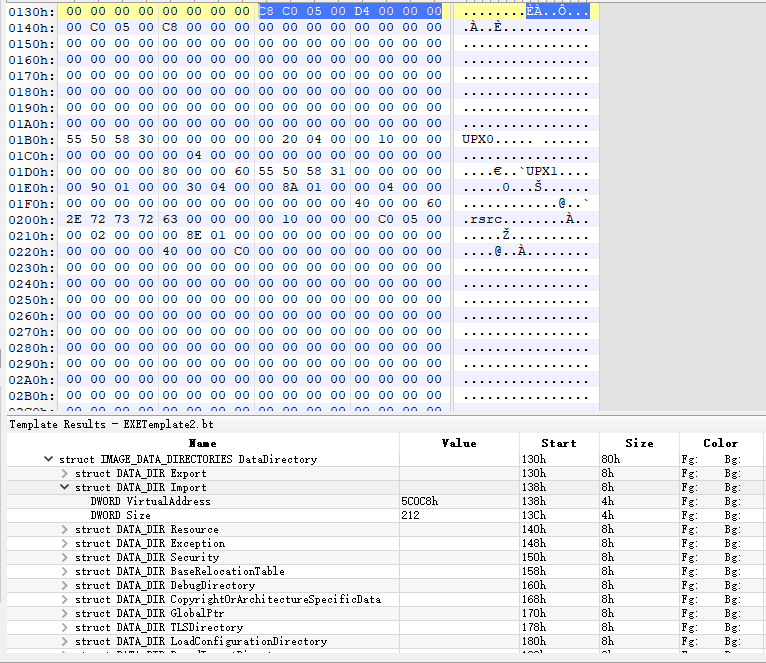 0130h: 00 00 00 00 00 00 00 00 C8 C0 05 00 D4 00 00 00 ........ÈÀ..Ô...
0140h: 00 C0 05 00 C8 00 00 00 00 00 00 00 00 00 00 00 .À..È...........
0150h: 00 00 00 00 00 00 00 00 00 00 00 00 00 00 00 00 ................
0160h: 00 00 00 00 00 00 00 00 00 00 00 00 00 00 00 00 ................
0170h: 00 00 00 00 00 00 00 00 00 00 00 00 00 00 00 00 ................
0180h: 00 00 00 00 00 00 00 00 00 00 00 00 00 00 00 00 ................
0190h: 00 00 00 00 00 00 00 00 00 00 00 00 00 00 00 00 ................
01A0h: 00 00 00 00 00 00 00 00 00 00 00 00 00 00 00 00 ................
01B0h: 55 50 58 30 00 00 00 00 00 20 04 00 00 10 00 00 UPX0..... ......
01C0h: 00 00 00 00 00 04 00 00 00 00 00 00 00 00 00 00 ................
01D0h: 00 00 00 00 80 00 00 60 55 50 58 31 00 00 00 00 ....€..`UPX1....
01E0h: 00 90 01 00 00 30 04 00 00 8A 01 00 00 04 00 00 .....0...Š......
01F0h: 00 00 00 00 00 00 00 00 00 00 00 00 40 00 00 60 ............@..`
0200h: 2E 72 73 72 63 00 00 00 00 10 00 00 00 C0 05 00 .rsrc........À..
0210h: 00 02 00 00 00 8E 01 00 00 00 00 00 00 00 00 00 .....Ž..........
0220h: 00 00 00 00 40 00 00 C0 00 00 00 00 00 00 00 00 ....@..À........
0230h: 00 00 00 00 00 00 00 00 00 00 00 00 00 00 00 00 ................
0240h: 00 00 00 00 00 00 00 00 00 00 00 00 00 00 00 00 ................
0250h: 00 00 00 00 00 00 00 00 00 00 00 00 00 00 00 00 ................
0260h: 00 00 00 00 00 00 00 00 00 00 00 00 00 00 00 00 ................
0270h: 00 00 00 00 00 00 00 00 00 00 00 00 00 00 00 00 ................
0280h: 00 00 00 00 00 00 00 00 00 00 00 00 00 00 00 00 ................
0290h: 00 00 00 00 00 00 00 00 00 00 00 00 00 00 00 00 ................
02A0h: 00 00 00 00 00 00 00 00 00 00 00 00 00 00 00 00 ................
02B0h: 00 00 00 00 00 00 00 00 00 00 00 00 00 00 00 00 ................
Template Results - EXETemplate2.bt
Name Value Start Size Color
struct IMAGE_DATA_DIRECTORIES DataDirectory 130h 80h Fg: Bg:
struct DATA_DIR Export 130h 8h Fg: Bg:
struct DATA_DIR Import 138h 8h Fg: Bg:
DWORD VirtualAddress 5C0C8h 138h 4h Fg: Bg:
DWORD Size 212 13Ch 4h Fg: Bg:
struct DATA_DIR Resource 140h 8h Fg: Bg:
struct DATA_DIR Exception 148h 8h Fg: Bg:
struct DATA_DIR Security 150h 8h Fg: Bg:
struct DATA_DIR BaseRelocationTable 158h 8h Fg: Bg:
struct DATA_DIR DebugDirectory 160h 8h Fg: Bg:
struct DATA_DIR CopyrightOrArchitectureSpecificData 168h 8h Fg: Bg:
struct DATA_DIR GlobalPtr 170h 8h Fg: Bg:
struct DATA_DIR TLSDirectory 178h 8h Fg: Bg:
struct DATA_DIR LoadConfigurationDirectory 180h 8h Fg: Bg: